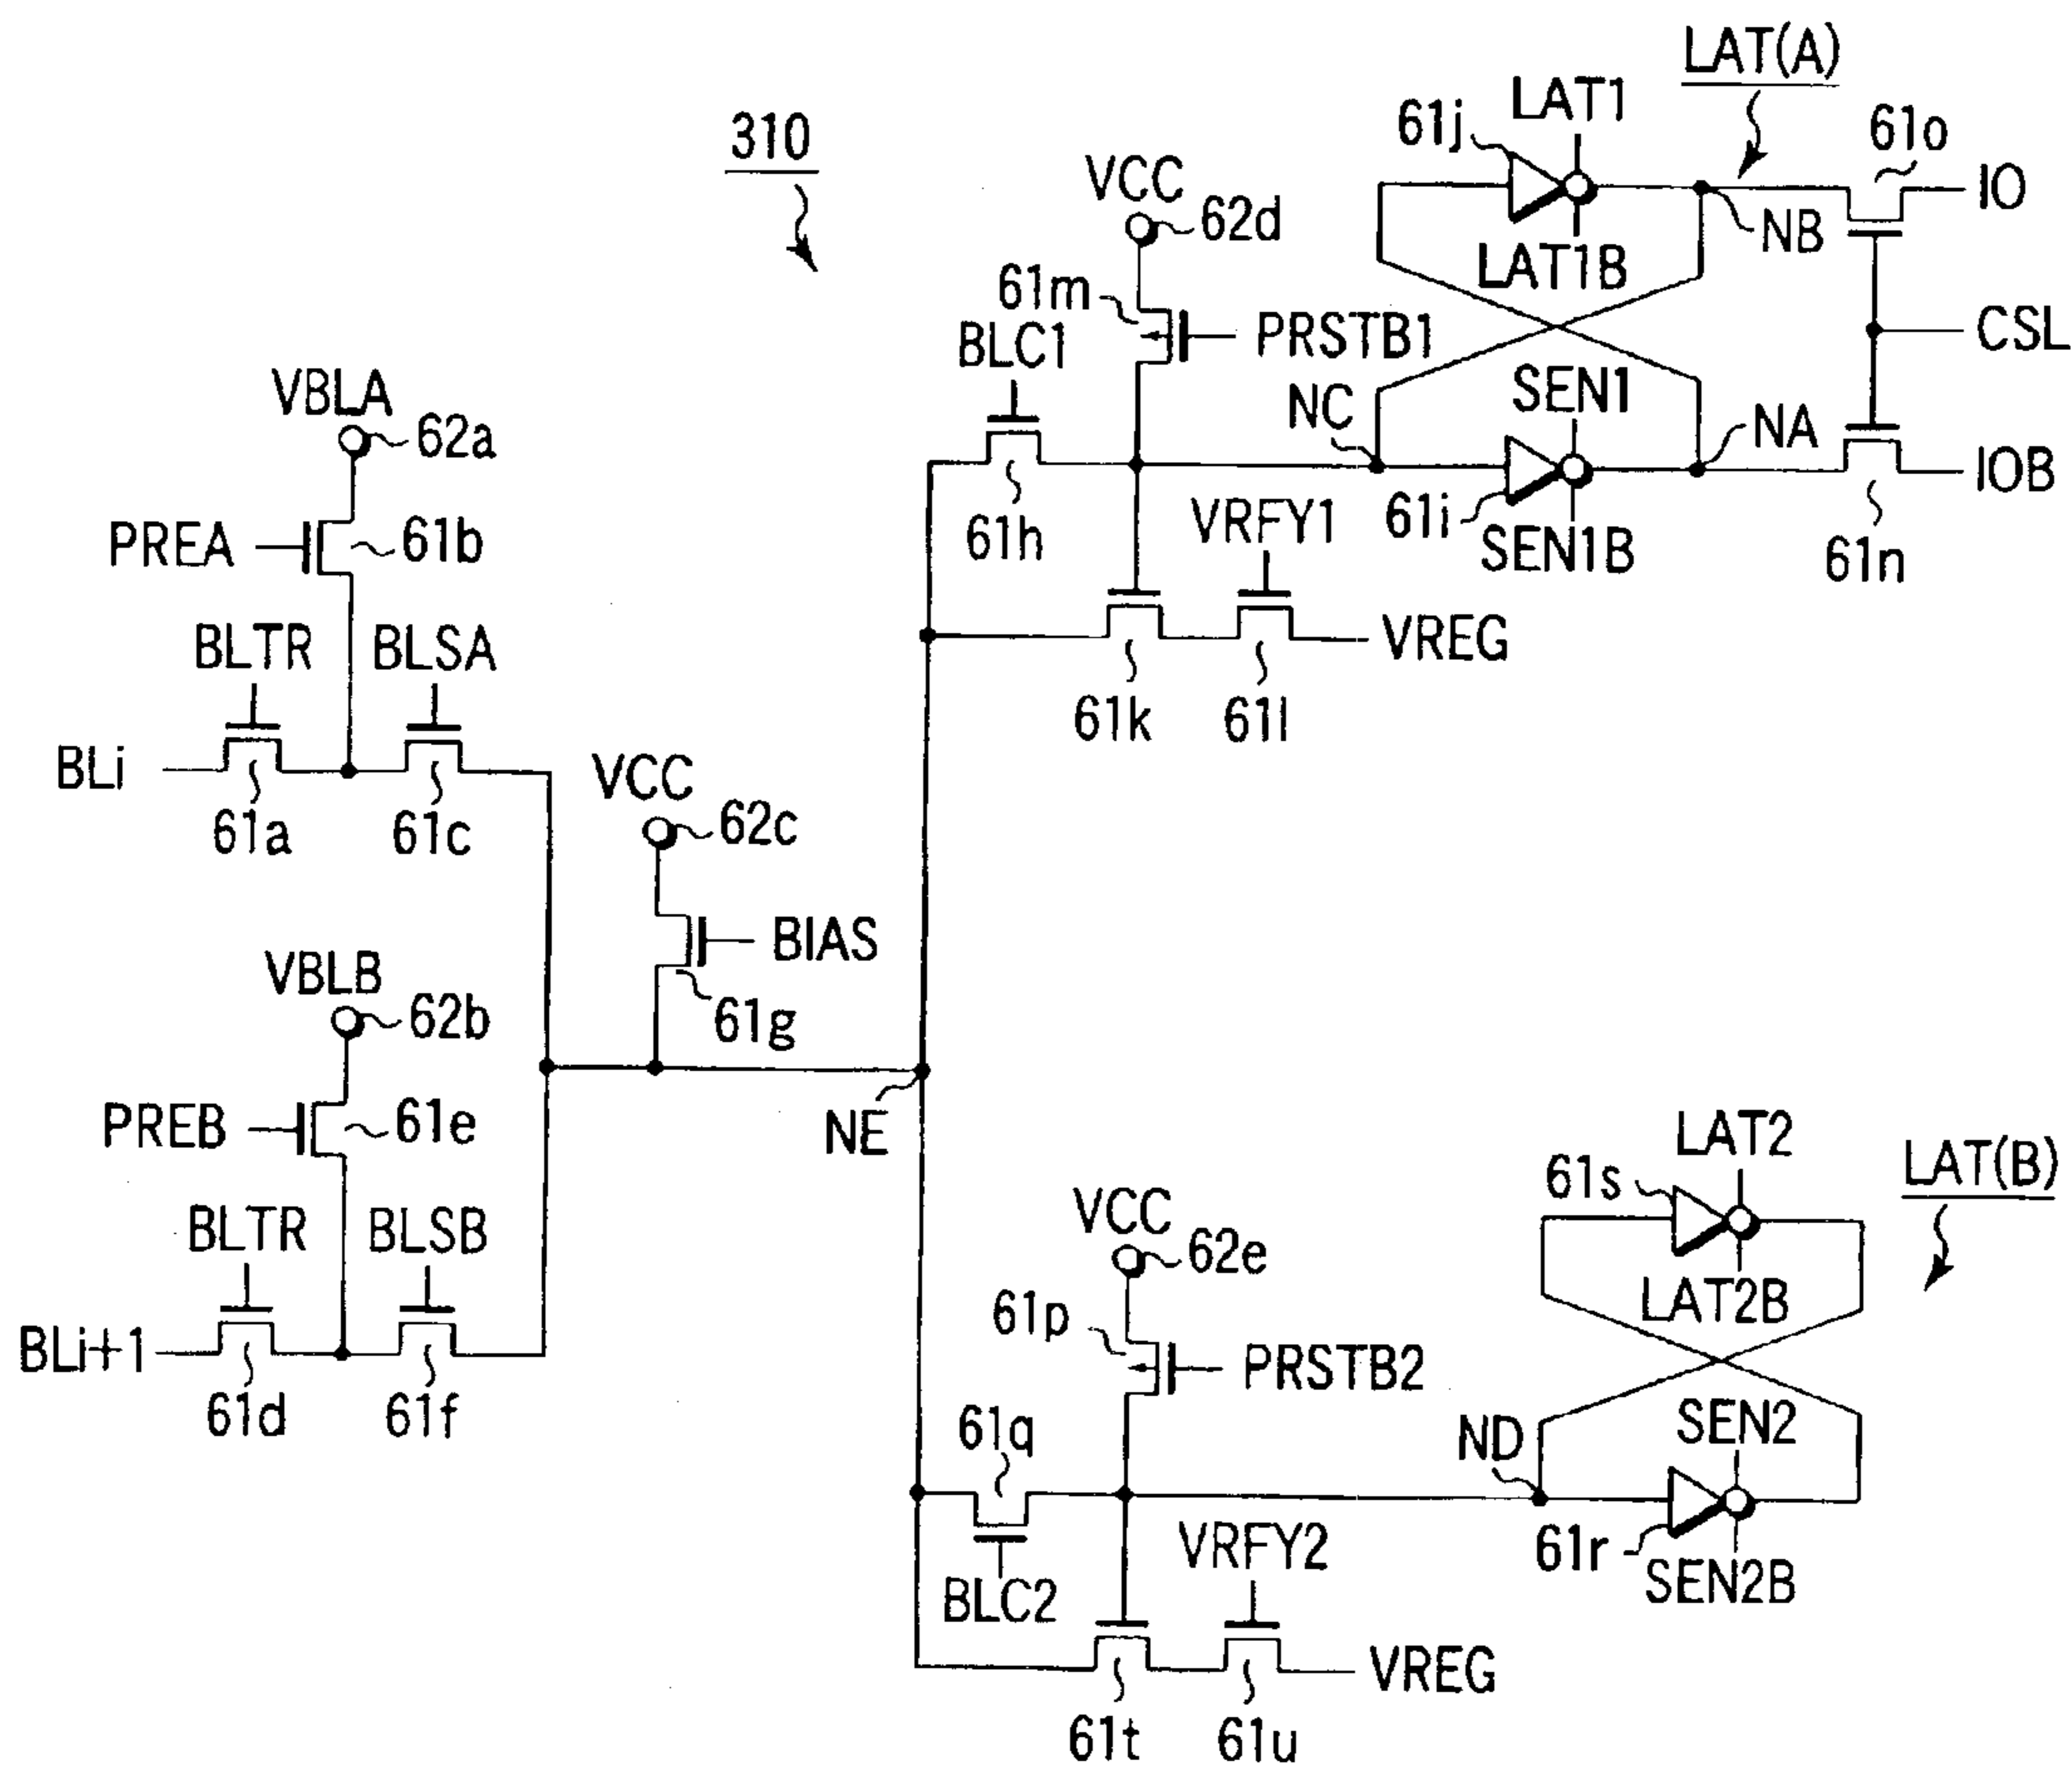 LAT(A)
310
61j
LAT1
61o
VCC
62d
IO
NB
LAT1B
61m
PRSTB1
BLC1
CSL
VBLA
62a
NC
SEN1
NA
IOB
PREA
61b
61h
VRFY1
61i
SEN1B
61n
BLTR
BLSA
VREG
61k
61l
BLi
61a
61c
VCC
62c
BIAS
VBLB
62b
61g
PREB
61e
NE
LAT2
61s
LAT(B)
BLTR
BLSB
VCC
62e
LAT2B
61p
PRSTB2
BLi+1
61d
61f
61q
ND
SEN2
BLC2
VRFY2
61r
SEN2B
VREG
61t
61u